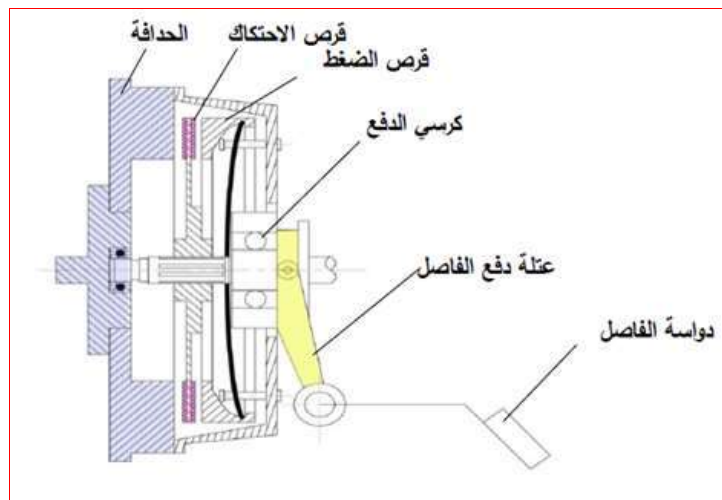 قرص الاحتكاك
الحدافة
قرص الضغط
كرسي الدفع
عتلة دفع الفاصل
دواسة الفاصل